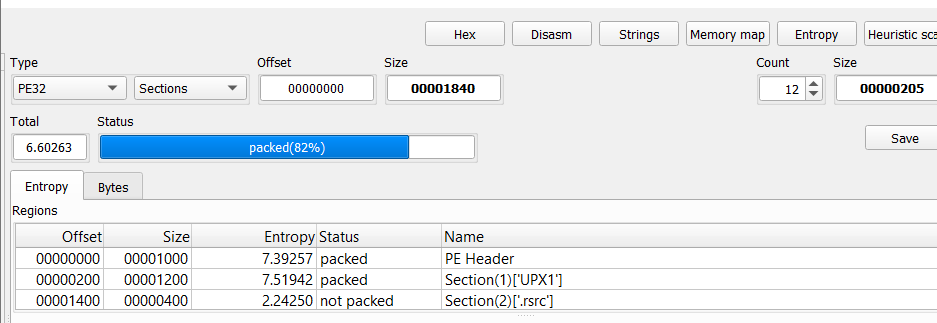 Hex Disasm Strings Memory map Entropy Heuristic sca
Type Offset Size Count Size
PE32 Sections 00000000 00001840 12 00000205
Total Status
6.60263 packed(82%) Save
Entropy Bytes
Regions
Offset Size Entropy Status Name
00000000 00001000 7.39257 packed PE Header
00000200 00001200 7.51942 packed Section(1)['UPX1']
00001400 00000400 2.24250 not packed Section(2)['.rsrc']